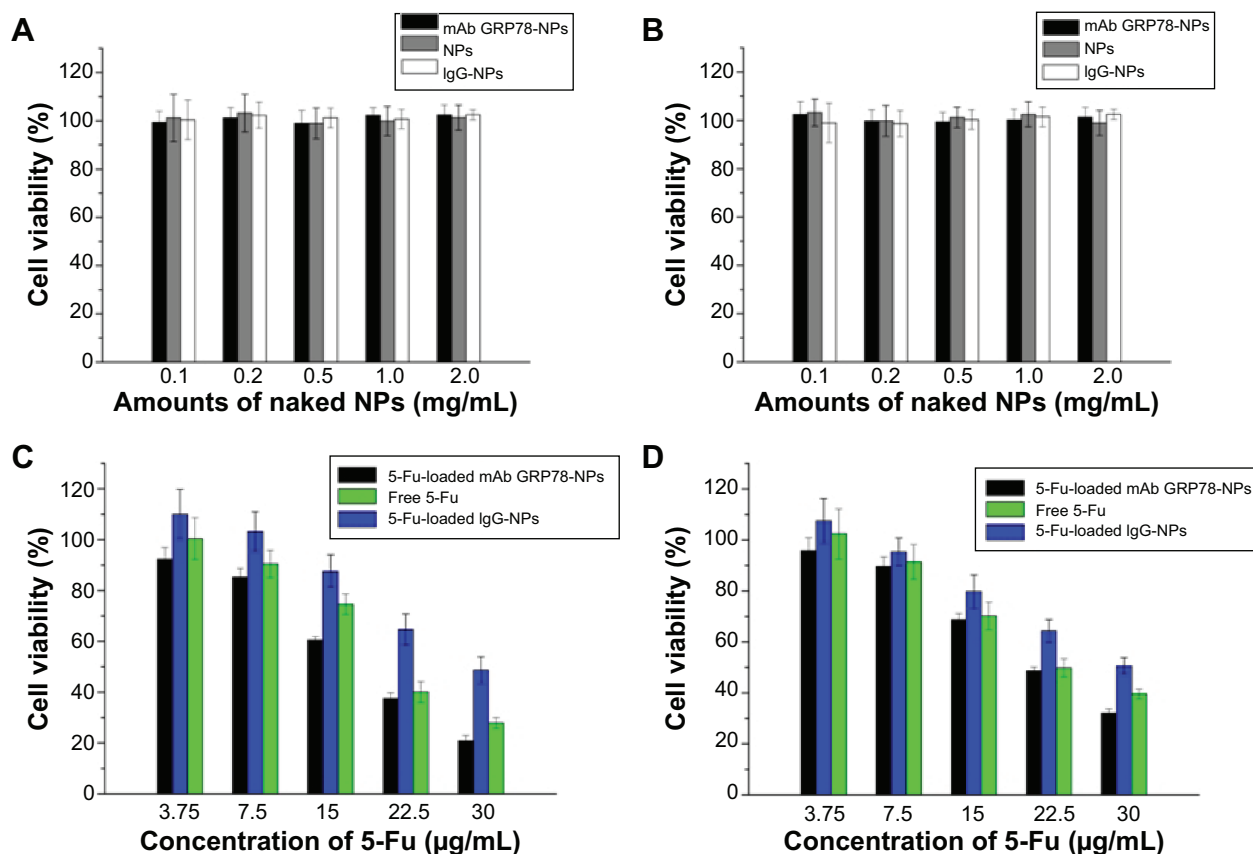 A
mAb GRP78-NPs
NPs
IgG-NPs
Cell viability (%)
120
100
80
60
40
20
0
0.1 0.2 0.5 1.0 2.0
Amounts of naked NPs (mg/mL)
B
mAb GRP78-NPs
NPs
IgG-NPs
Cell viability (%)
120
100
80
60
40
20
0
0.1 0.2 0.5 1.0 2.0
Amounts of naked NPs (mg/mL)
C
5-Fu-loaded mAb GRP78-NPs
Free 5-Fu
5-Fu-loaded IgG-NPs
Cell viability (%)
120
100
80
60
40
20
0
3.75 7.5 15 22.5 30
Concentration of 5-Fu (μg/mL)
D
5-Fu-loaded mAb GRP78-NPs
Free 5-Fu
5-Fu-loaded IgG-NPs
Cell viability (%)
120
100
80
60
40
20
0
3.75 7.5 15 22.5 30
Concentration of 5-Fu (μg/mL)